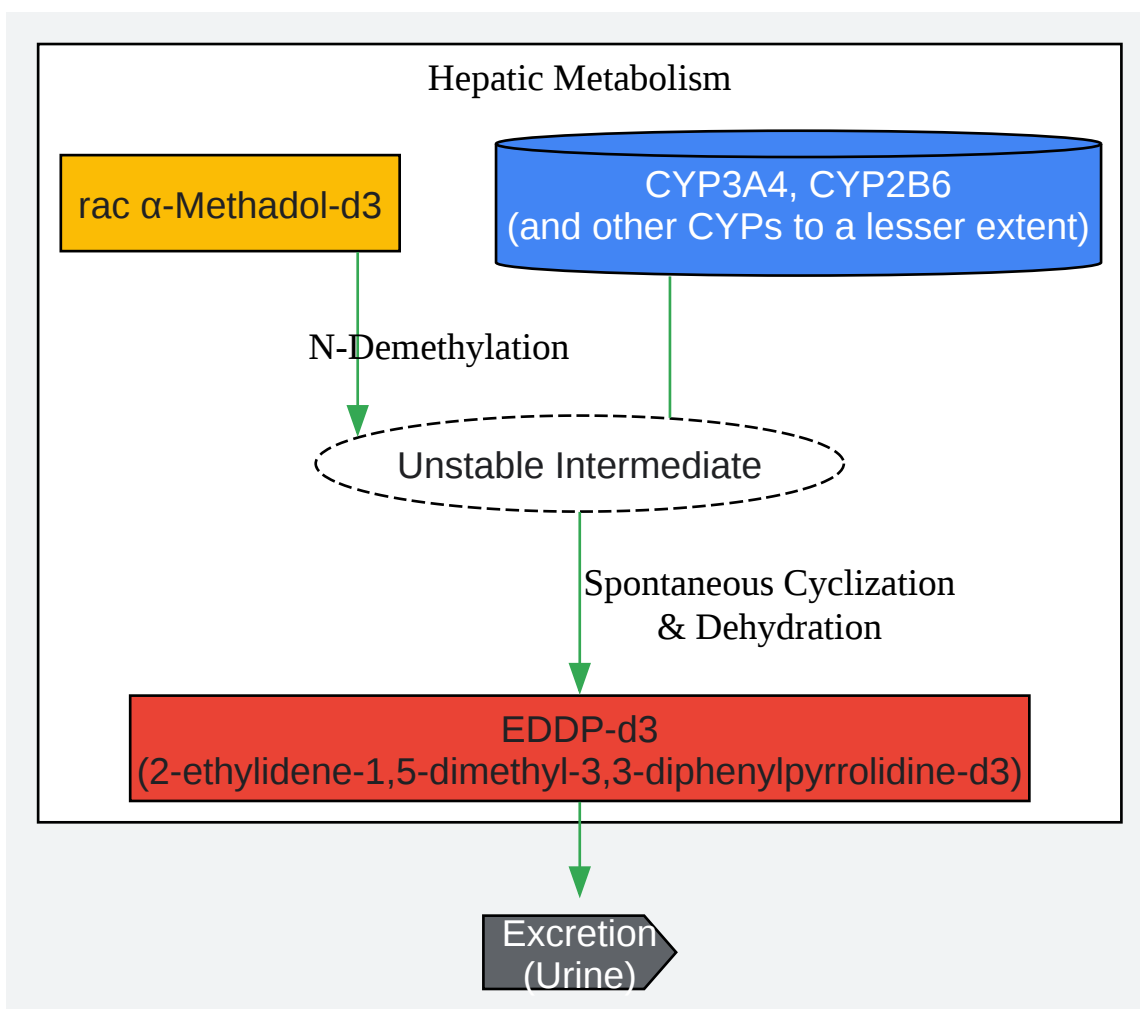 Hepatic Metabolism
rac α-Methadol-d3
CYP3A4, CYP2B6
(and other CYPs to a lesser extent)
N-Demethylation
Unstable Intermediate
Spontaneous Cyclization
& Dehydration
EDDP-d3
(2-ethylidene-1,5-dimethyl-3,3-diphenylpyrrolidine-d3)
Excretion
(Urine)